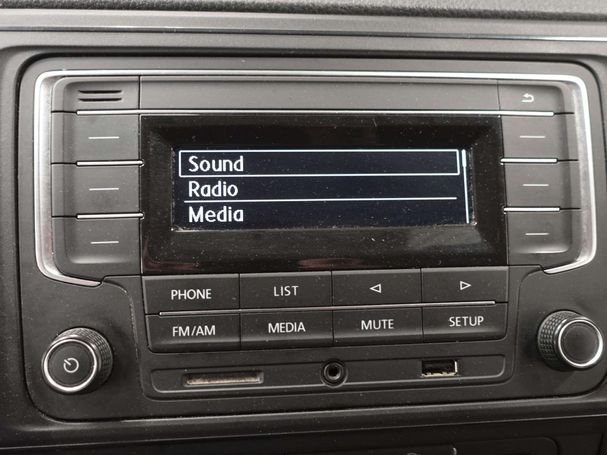 Sound
Radio
Media
PHONE
LIST
FM/AM
MEDIA
MUTE
SETUP